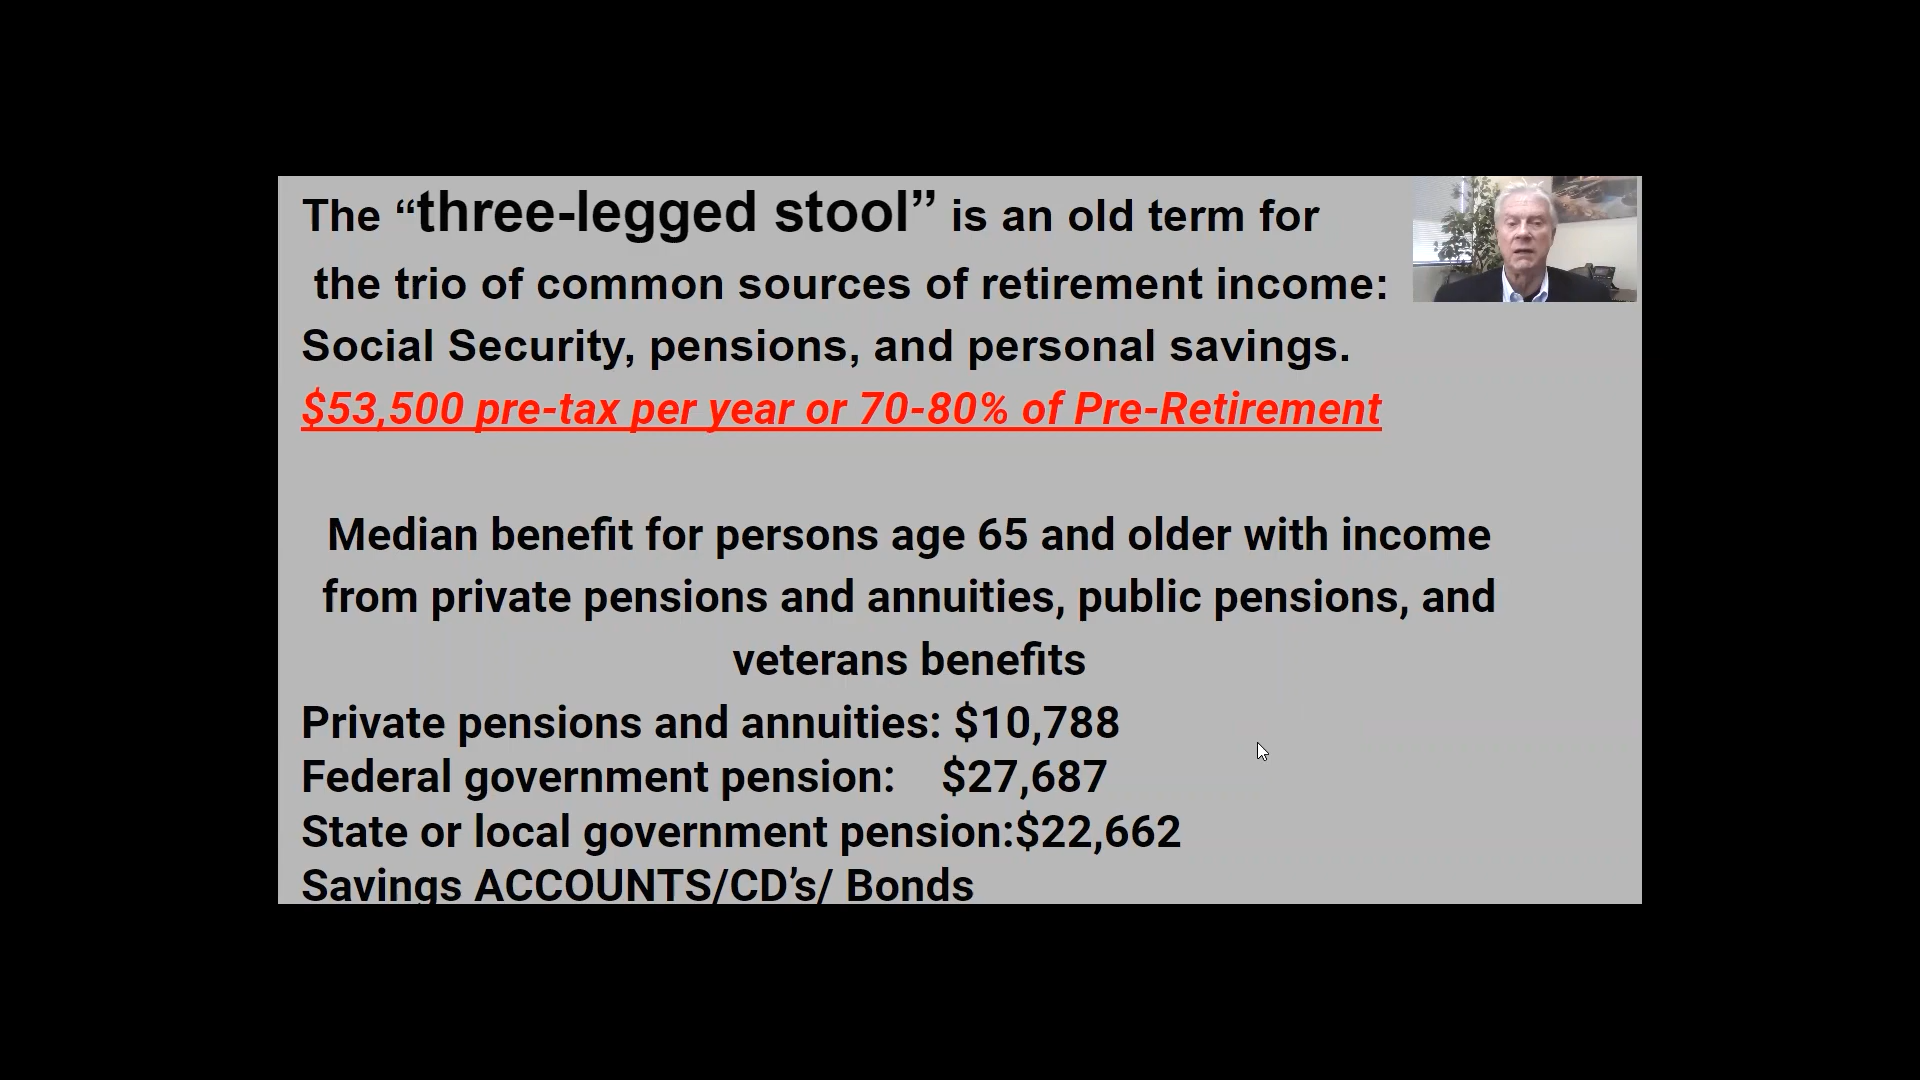 The “three-legged stool” is an old term for
the trio of common sources of retirement income:
Social Security, pensions, and personal savings.
$53,500 pre-tax per year or 70-80% of Pre-Retirement
Median benefit for persons age 65 and older with income
from private pensions and annuities, public pensions, and
veterans benefits
Private pensions and annuities: $10,788
Federal government pension: $27,687
State or local government pension:$22,662
Savings ACCOUNTS/CD’s/ Bonds